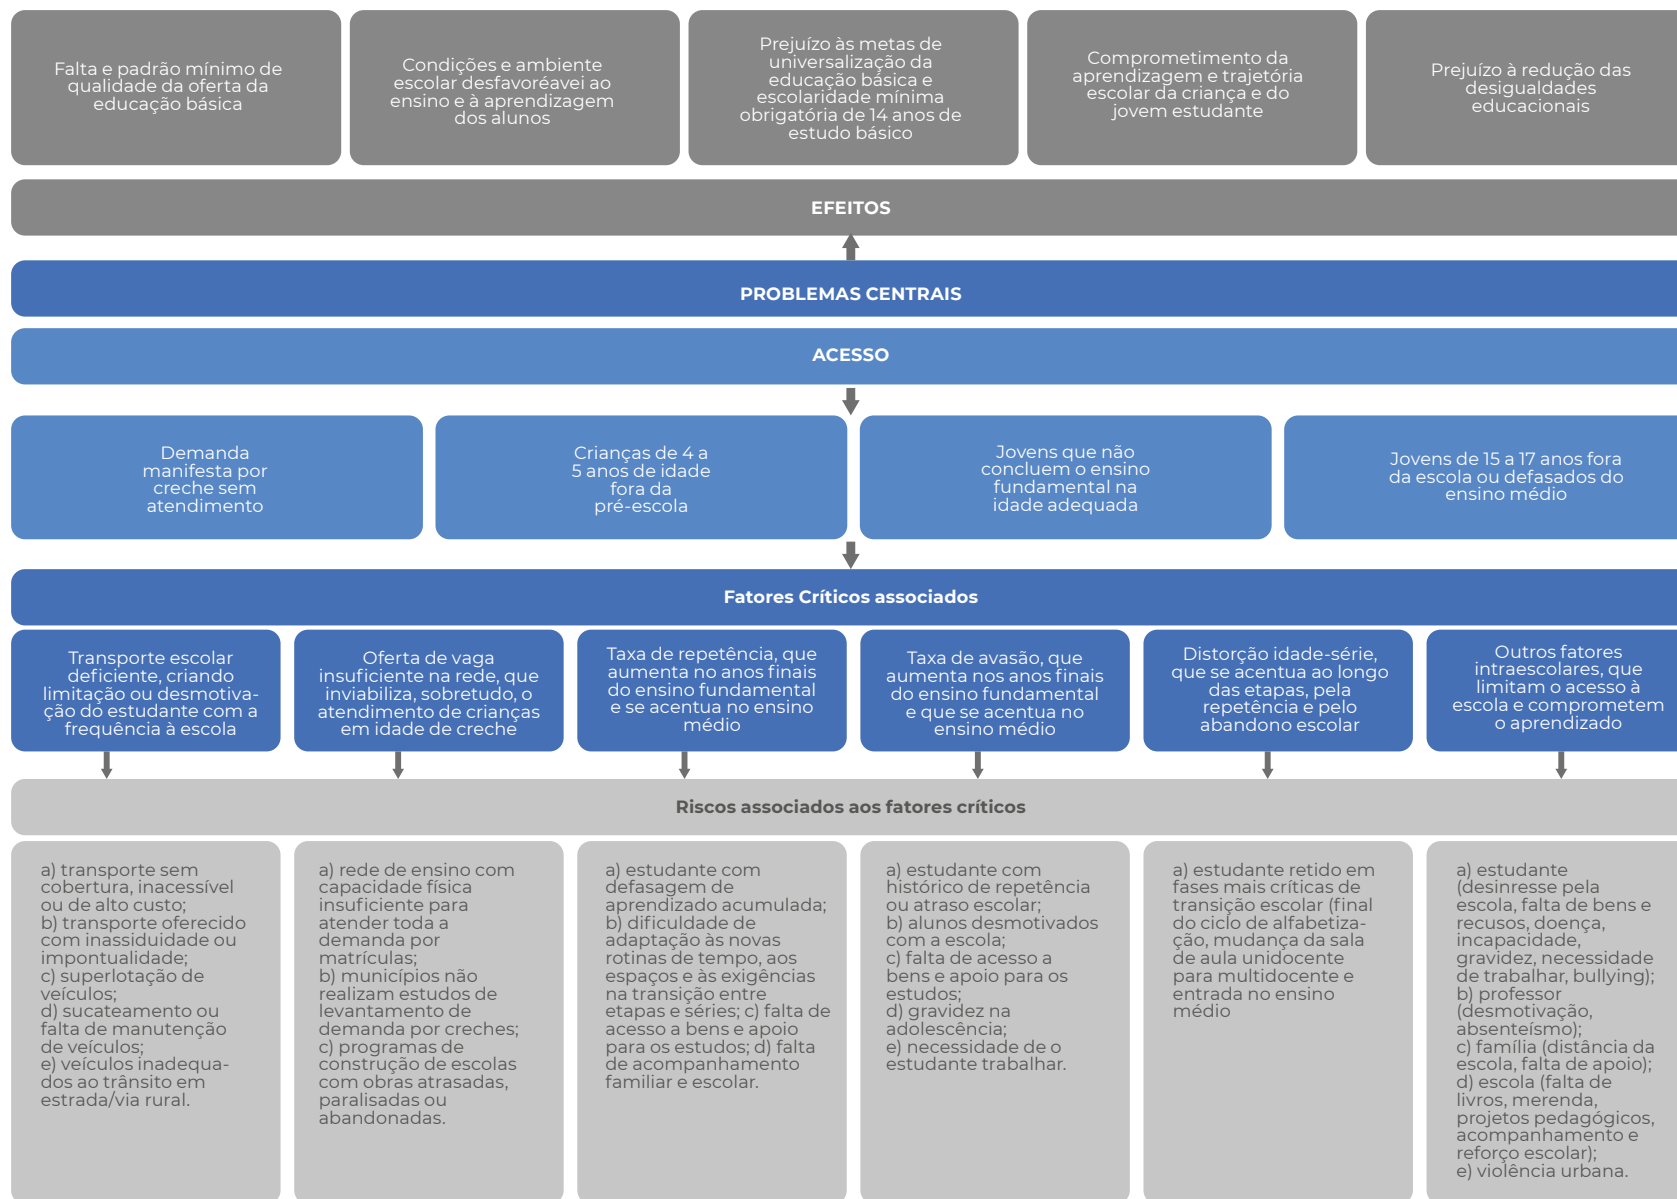 Falta e padrão mínimo de
qualidade da oferta da
educação básica
Condições e ambiente
escolar desfavoréavei ao
ensino e à aprendizagem
dos alunos
Prejuízo às metas de
universalização da
educação básica e
escolaridade mínima
obrigatória de 14 anos de
estudo básico
Comprometimento da
aprendizagem e trajetória
escolar da criança e do
jovem estudante
Prejuízo à redução das
desigualdades
educacionais
EFEITOS
PROBLEMAS CENTRAIS
ACESSO
Demanda
manifesta por
creche sem
atendimento
Crianças de 4 a
5 anos de idade
fora da
pré-escola
Jovens que não
concluem o ensino
fundamental na
idade adequada
Jovens de 15 a 17 anos fora
da escola ou defasados do
ensino médio
Fatores Críticos associados
Transporte escolar
deficiente, criando
limitação ou desmotiva-
ção do estudante com a
frequência à escola
Oferta de vaga
insuficiente na rede, que
inviabiliza, sobretudo, o
atendimento de crianças
em idade de creche
Taxa de repetência, que
aumenta no anos finais
do ensino fundamental
e se acentua no ensino
médio
Taxa de avasão, que
aumenta nos anos finais
do ensino fundamental
e que se acentua no
ensino médio
Distorção idade-série,
que se acentua ao longo
das etapas, pela
repetência e pelo
abandono escolar
Outros fatores
intraescolares, que
limitam o acesso à
escola e comprometem
o aprendizado
Riscos associados aos fatores críticos
a) transporte sem
cobertura, inacessível
ou de alto custo;
b) transporte oferecido
com inassiduidade ou
impontualidade;
c) superlotação de
veículos;
d) sucateamento ou
falta de manutenção
de veículos;
e) veículos inadequa-
dos ao trânsito em
estrada/via rural.
a) rede de ensino com
capacidade física
insuficiente para
atender toda a
demanda por
matrículas;
b) municípios não
realizam estudos de
levantamento de
demanda por creches;
c) programas de
construção de escolas
com obras atrasadas,
paralisadas ou
abandonadas.
a) estudante com
defasagem de
aprendizado acumulada;
b) dificuldade de
adaptação às novas
rotinas de tempo, aos
espaços e às exigências
na transição entre
etapas e séries; c) falta de
acesso a bens e apoio
para os estudos; d) falta
de acompanhamento
familiar e escolar.
a) estudante com
histórico de repetência
ou atraso escolar;
b) alunos desmotivados
com a escola;
c) falta de acesso a
bens e apoio para os
estudos;
d) gravidez na
adolescência;
e) necessidade de o
estudante trabalhar.
a) estudante retido em
fases mais críticas de
transição escolar (final
do ciclo de alfabetiza-
ção, mudança da sala
de aula unidocente
para multidocente e
entrada no ensino
médio
a) estudante
(desinresse pela
escola, falta de bens e
recusos, doença,
incapacidade,
gravidez, necessidade
de trabalhar, bullying);
b) professor
(desmotivação,
absenteísmo);
c) família (distância da
escola, falta de apoio);
d) escola (falta de
livros, merenda,
projetos pedagógicos,
acompanhamento e
reforço escolar);
e) violência urbana.